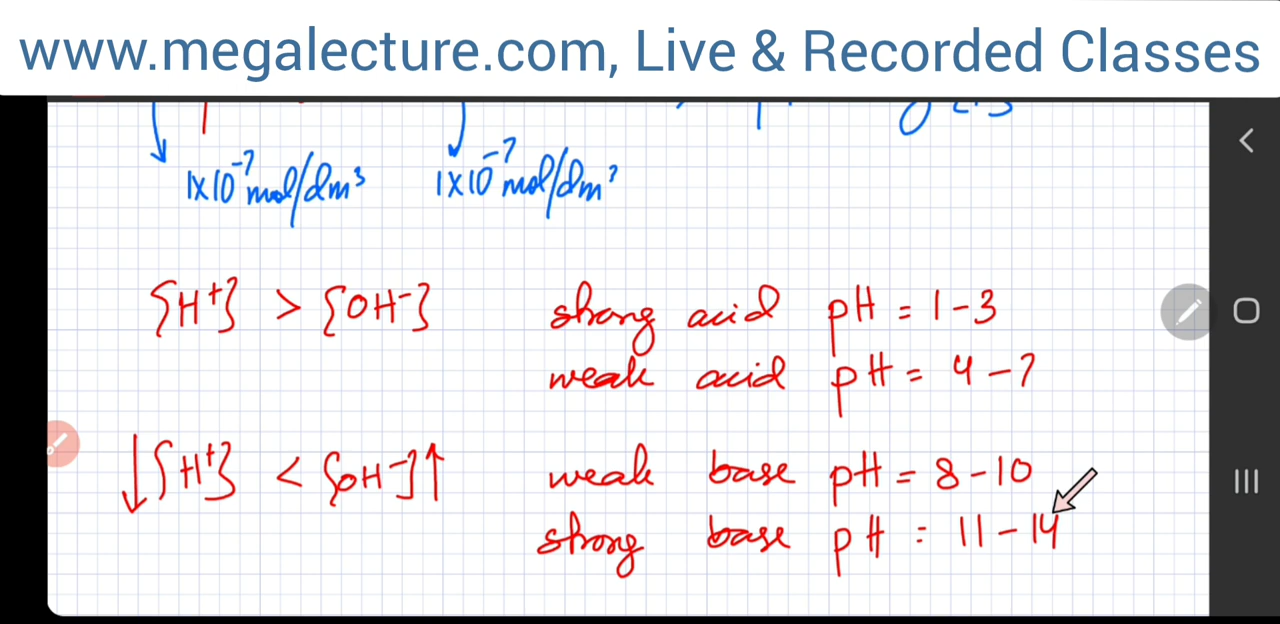 www.megalecture.com, Live & Recorded Classes
1x10⁻⁷ mol/dm³ 1x10⁻⁷ mol/dm³
{H⁺} > {OH⁻} strong acid pH = 1-3
weak acid pH = 4-7
↓{H⁺} < {OH⁻}↑ weak base pH = 8-10
strong base pH = 11-14